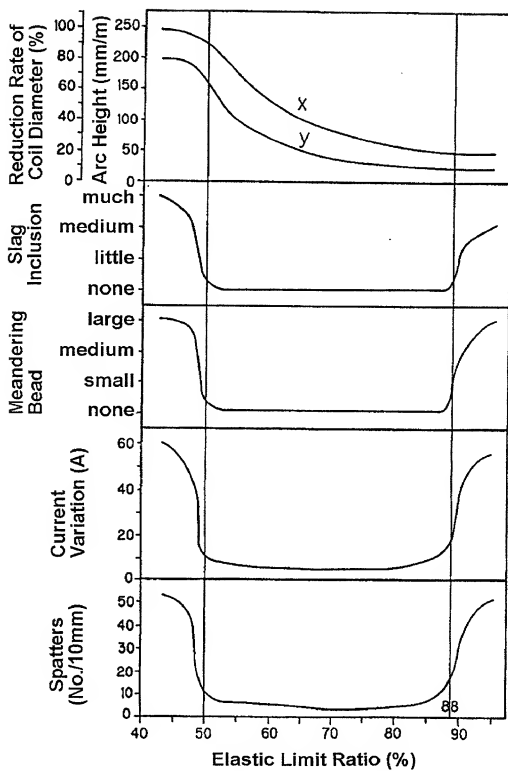 Reduction Rate of
Coil Diameter (%)
100
80
60
40
20
0
Arc Height (mm/m)
250
200
150
100
50
0
x
y
Slag
Inclusion
much
medium
little
none
Meandering
Bead
large
medium
small
none
Current
Variation (A)
60
40
20
0
Spatters
(No./10mm)
50
40
30
20
10
0
88
40
50
60
70
80
90
Elastic Limit Ratio (%)